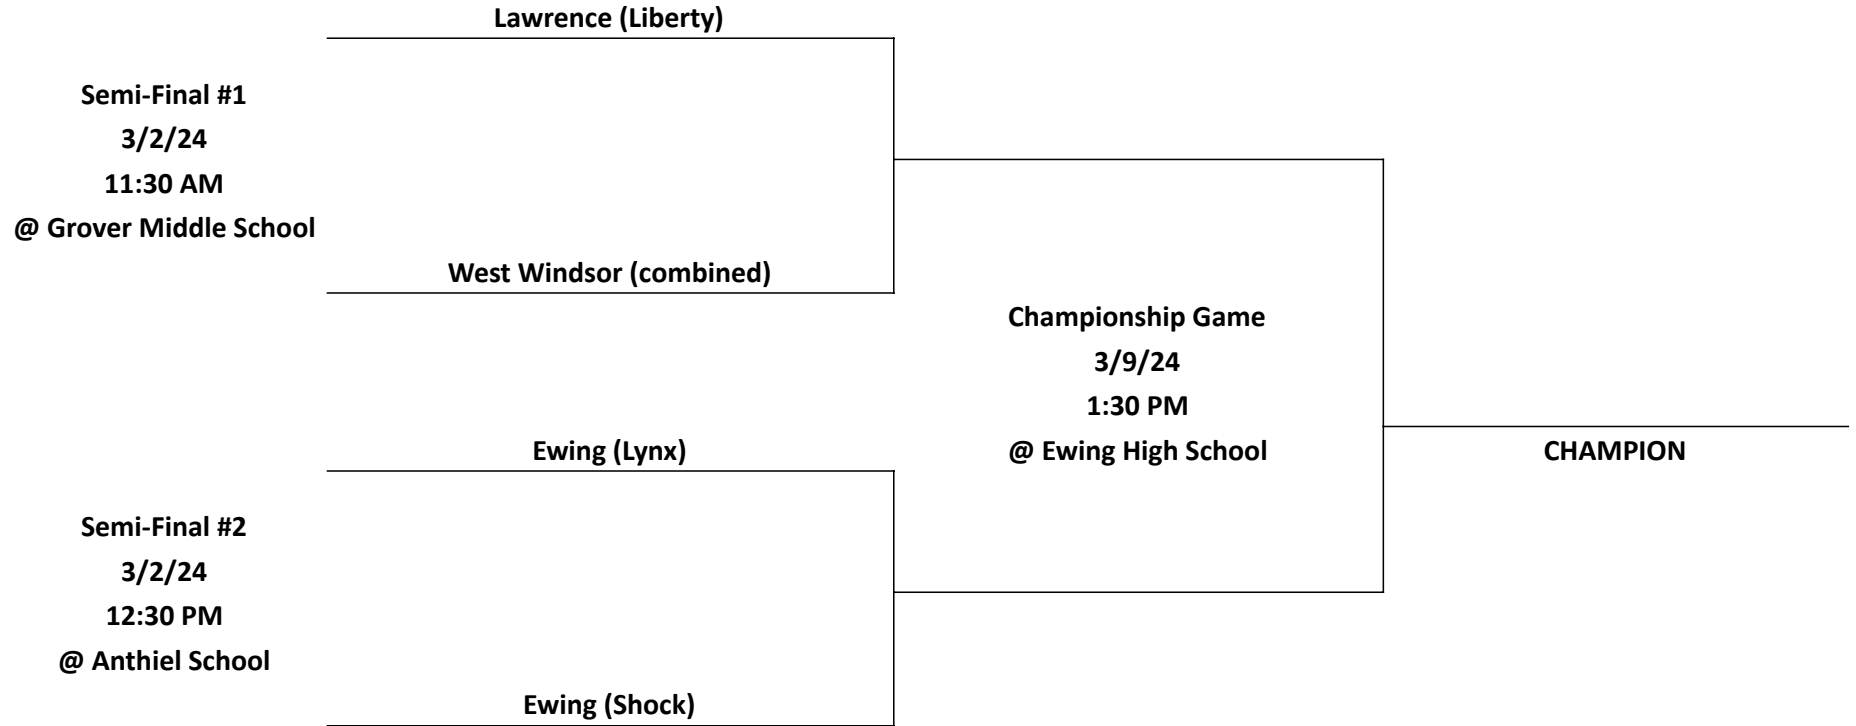 Lawrence (Liberty)
Semi-Final #1
3/2/24
11:30 AM
@ Grover Middle School
West Windsor (combined)
Championship Game
3/9/24
1:30 PM
@ Ewing High School
CHAMPION
Ewing (Lynx)
Semi-Final #2
3/2/24
12:30 PM
@ Anthiel School
Ewing (Shock)